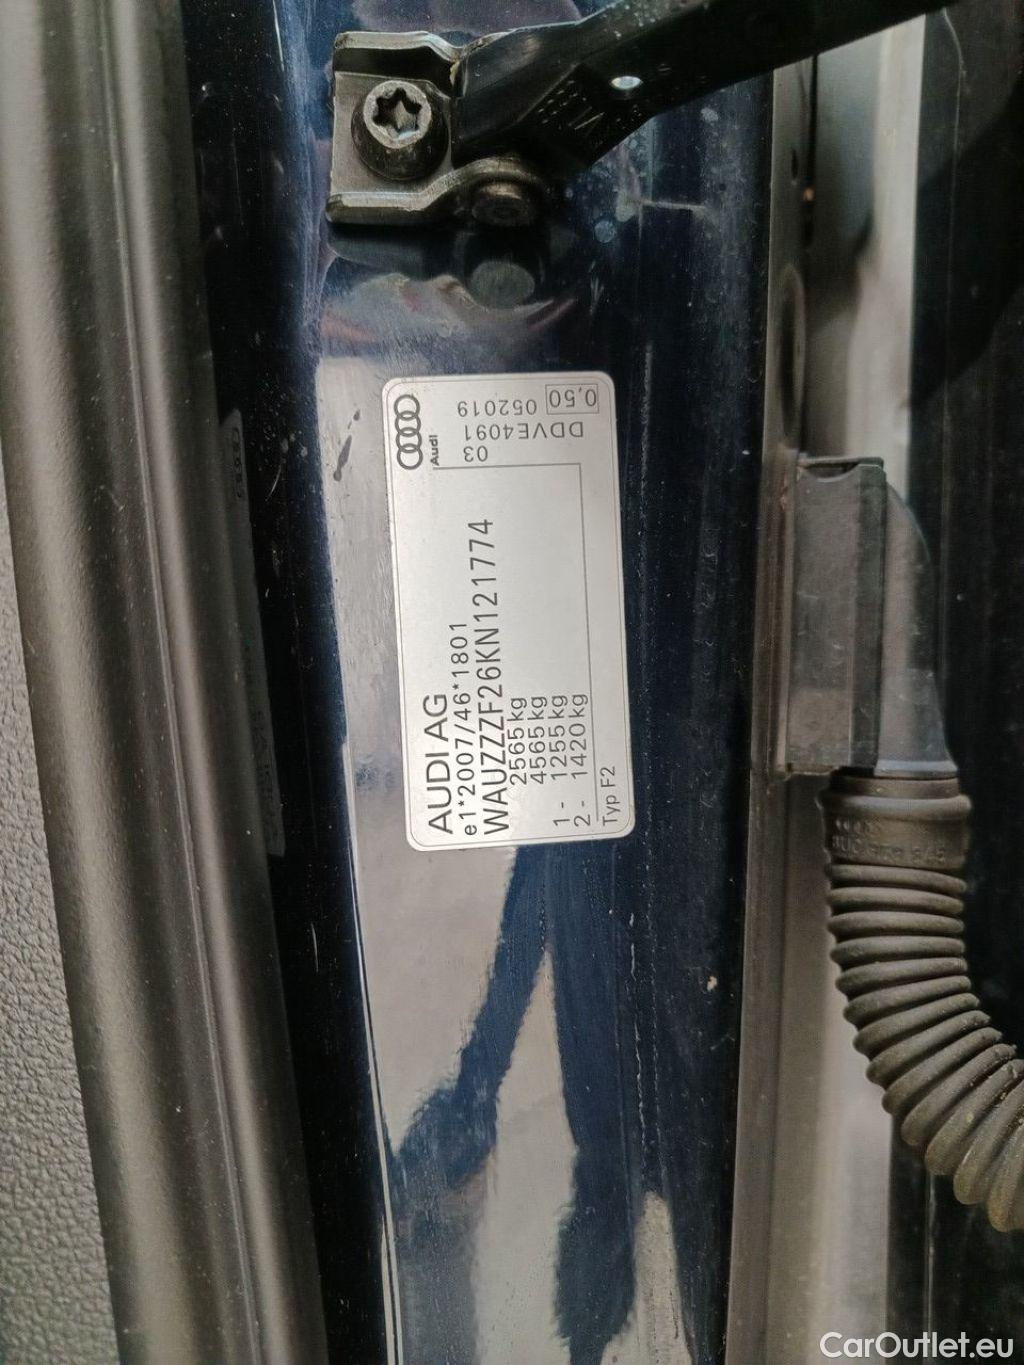 AUDI AG
e1*2007/46*1801
WAUZZZF26KN121774
2565kg
4565kg
1- 1255kg
2- 1420kg
Typ F2
Audi
03 052019
DDVE4091 0,50
CarOutlet.eu